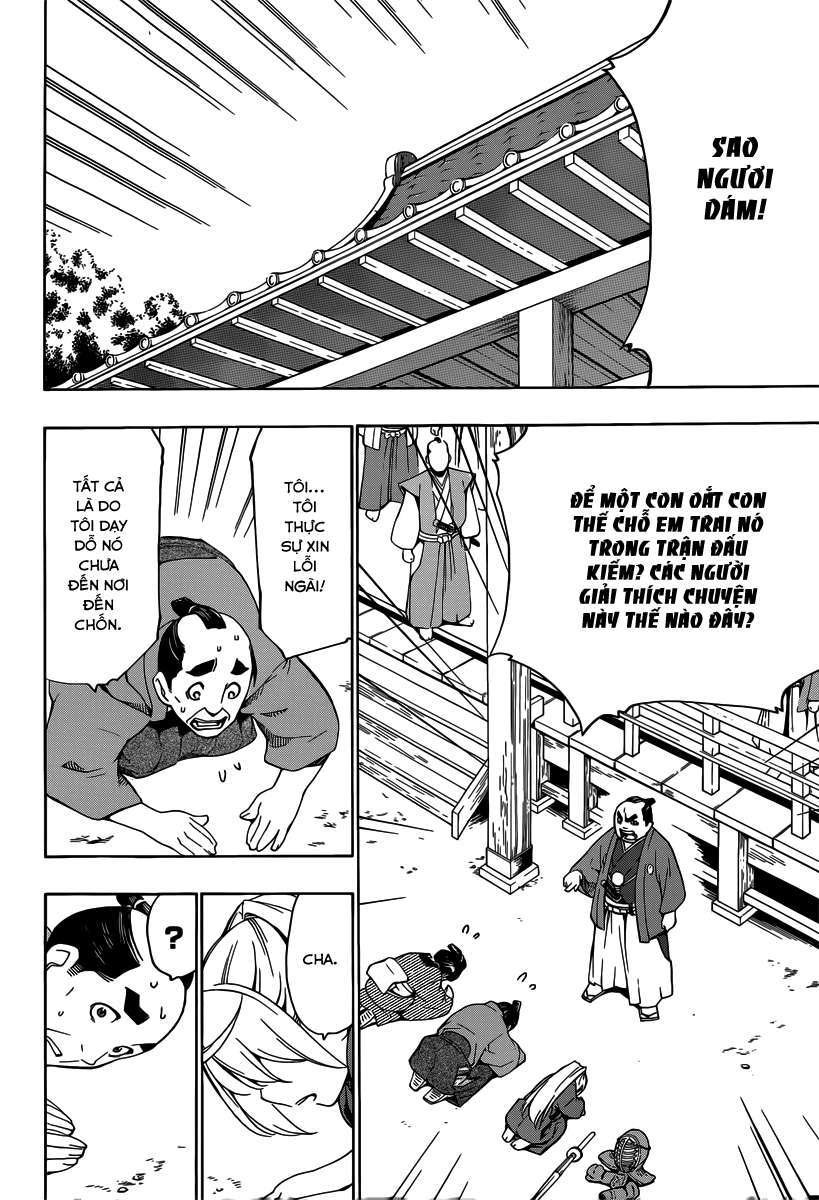 SAO
NGƯƠI
DÁM!
ĐỂ MỘT CON OẮT CON
THẾ CHỖ EM TRAI NÓ
TRONG TRẬN ĐẤU
KIẾM? CÁC NGƯƠI
GIẢI THÍCH CHUYỆN
NÀY THẾ NÀO ĐÂY?
TÔI...
TÔI
THỰC
SỰ XIN
LỖI
NGÀI!
TẤT CẢ
LÀ DO
TÔI DẠY
DỖ NÓ
CHƯA
ĐẾN NƠI
ĐẾN
CHỐN.
CHA.
?